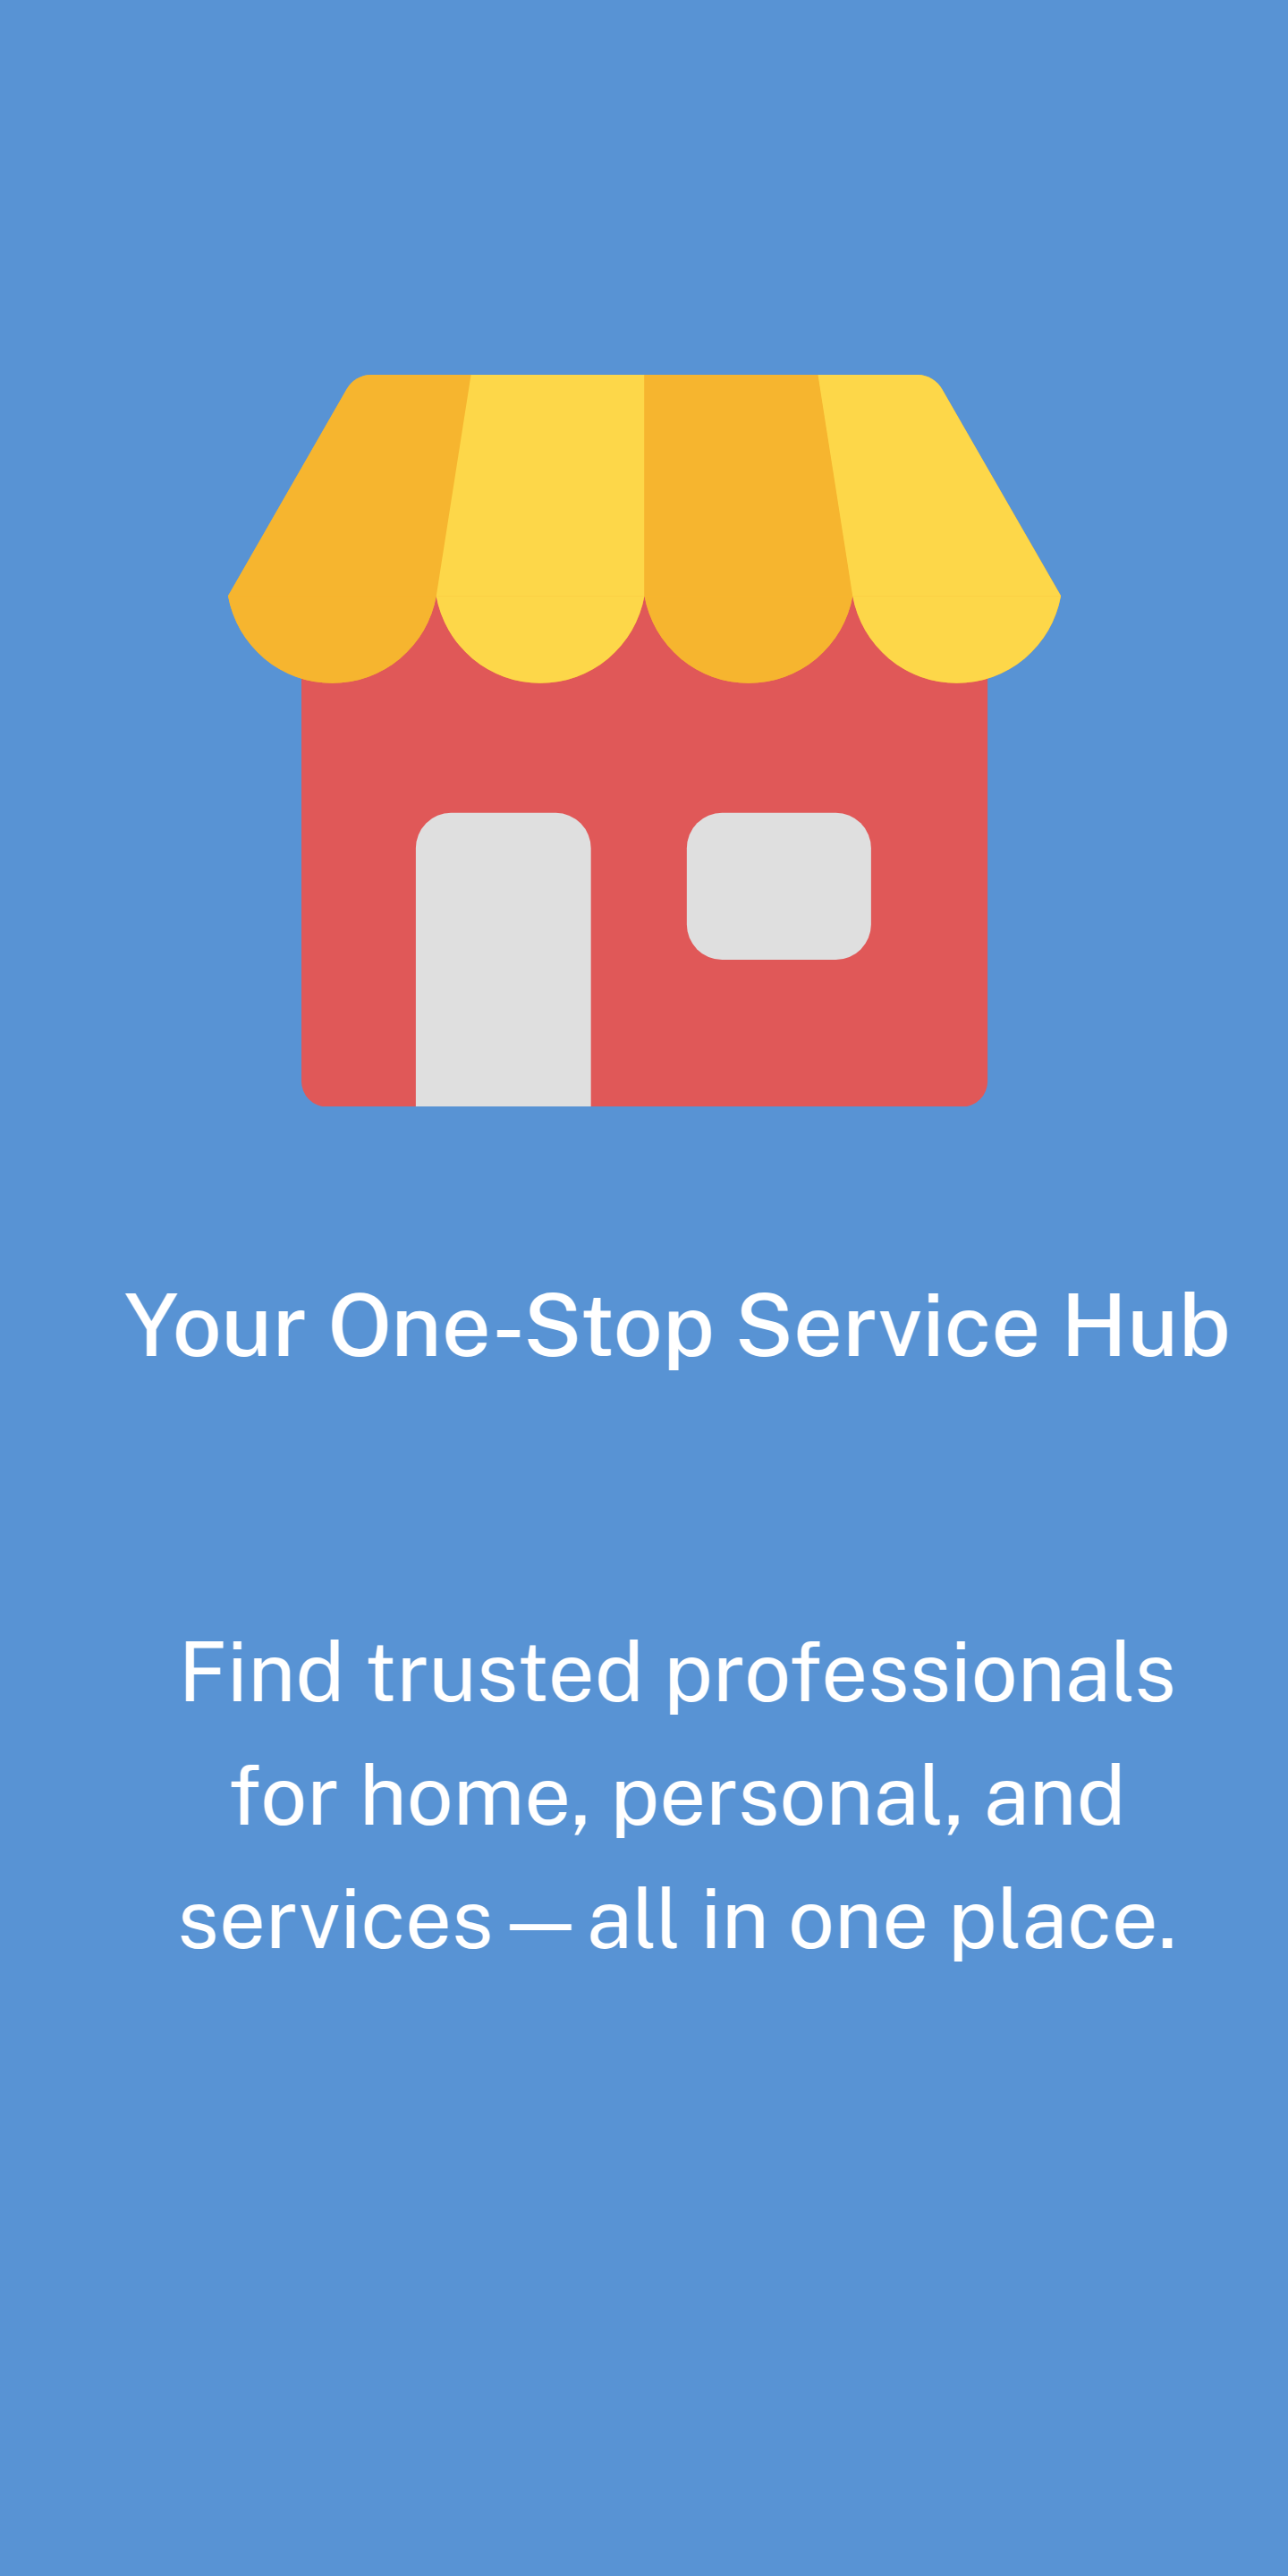 Your One-Stop Service Hub
Find trusted professionals
for home, personal, and
services — all in one place.